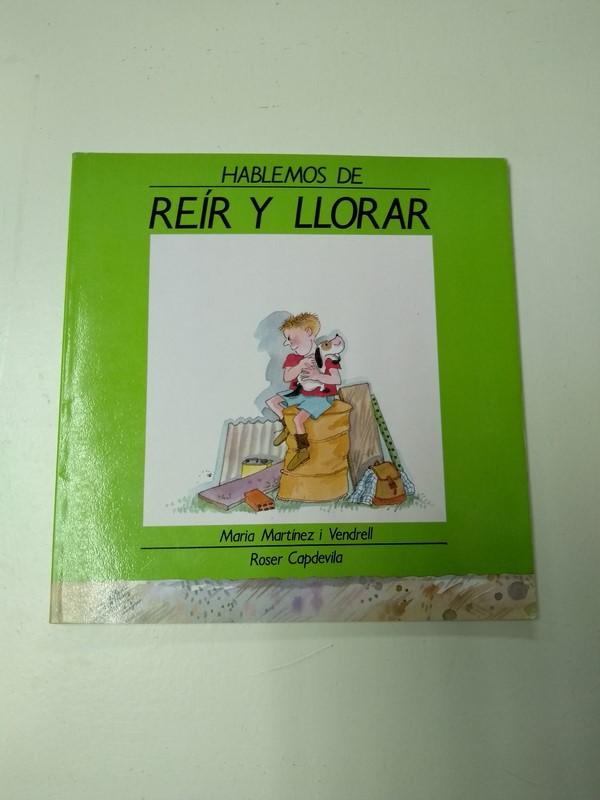 HABLEMOS DE
REÍR Y LLORAR
Maria Martínez i Vendrell
Roser Capdevila